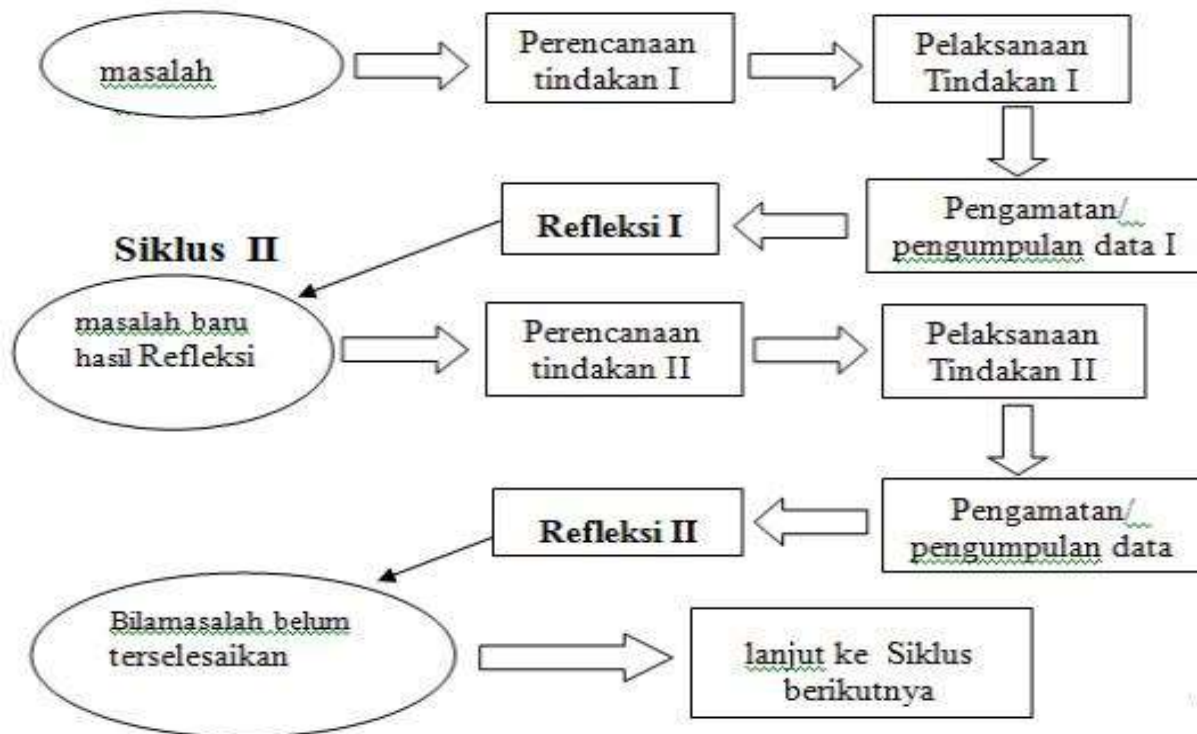 masalah
Perencanaan
tindakan I
Pelaksanaan
Tindakan I
Pengamatan/
pengumpulan data I
Refleksi I
Siklus II
masalah baru
hasil Refleksi
Perencanaan
tindakan II
Pelaksanaan
Tindakan II
Pengamatan/
pengumpulan data
Refleksi II
Bilamasalah belum
terselesaikan
lanjut ke Siklus
berikutnya